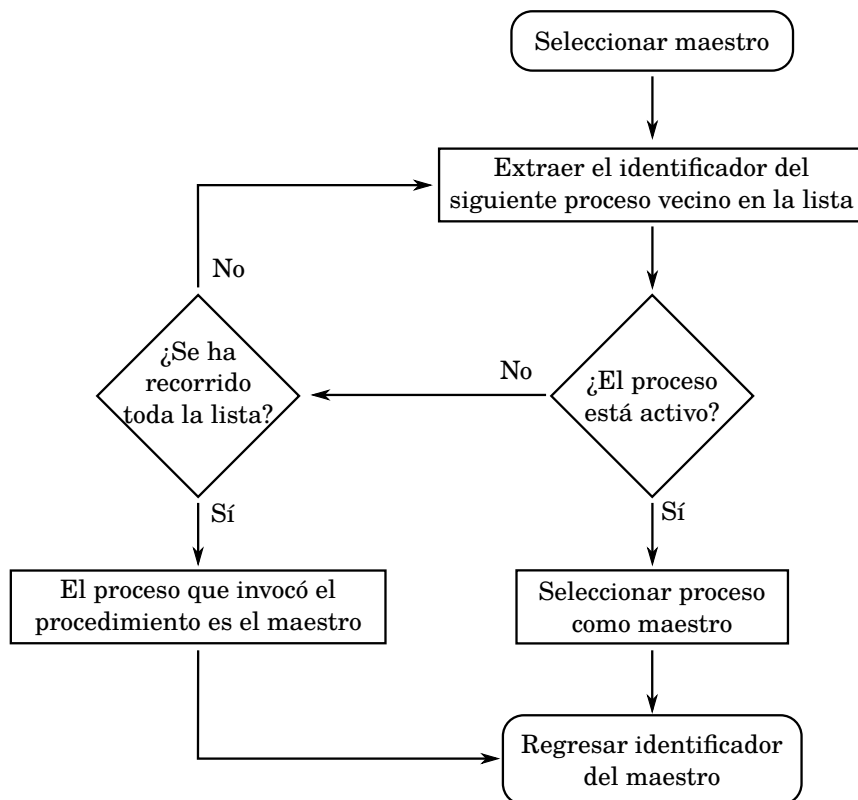 Seleccionar maestro
Extraer el identificador del
siguiente proceso vecino en la lista
No
¿Se ha
recorrido
toda la lista?
No
¿El proceso
está activo?
Sí
Sí
El proceso que invocó el
procedimiento es el maestro
Seleccionar proceso
como maestro
Regresar identificador
del maestro